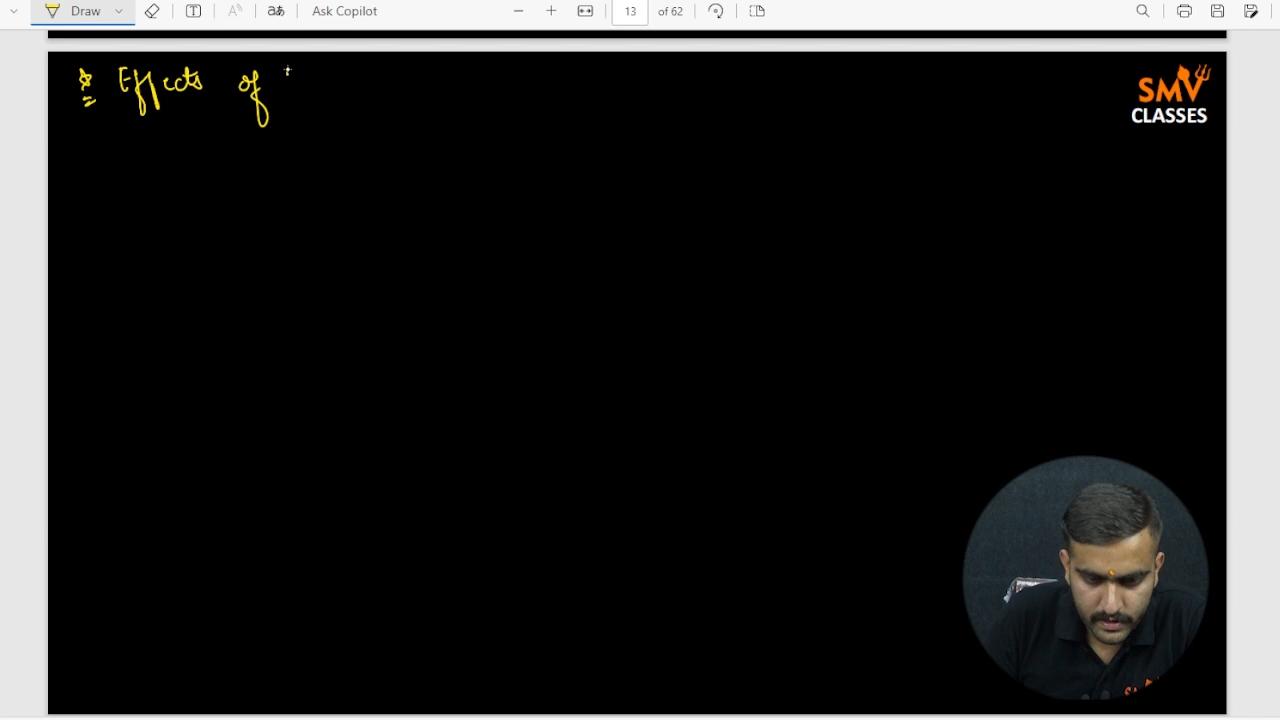 Draw
Ask Copilot
13 of 62
* Effects of
SMV
CLASSES